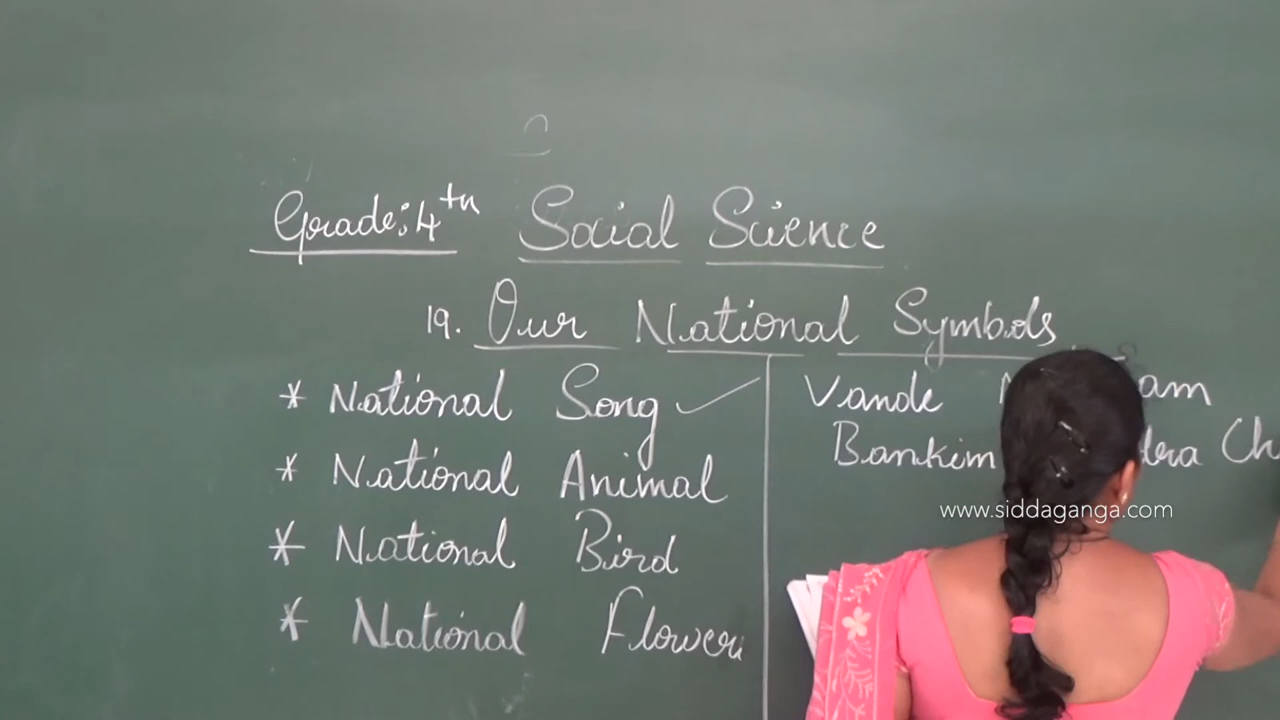 Grade: 4th Social Science
19. Our National Symbols
* National Song ✓
* National Animal
* National Bird
* National Flower
Vande
Bankim
www.siddaganga.com